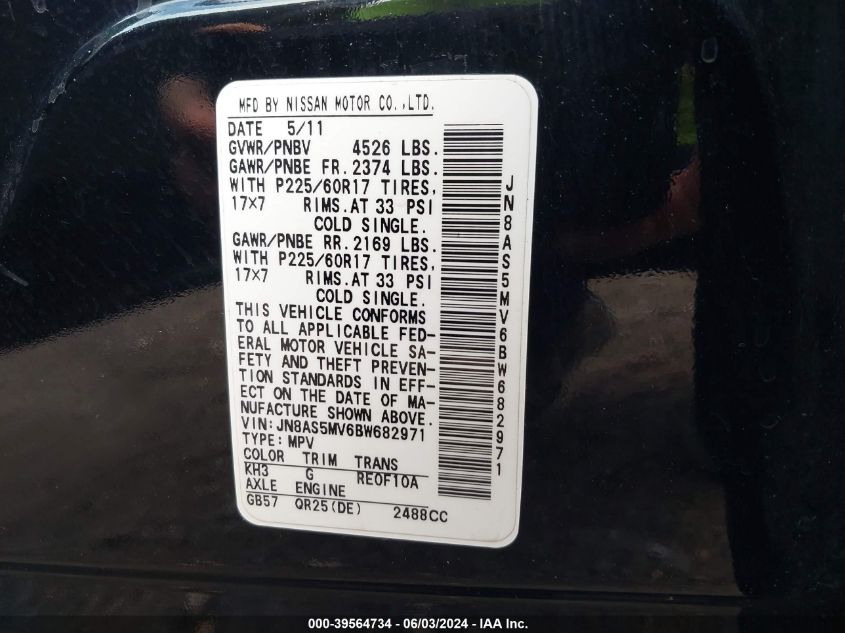 MFD BY NISSAN MOTOR CO.,LTD.
DATE 5/11
GVWR/PNBV 4526 LBS.
GAWR/PNBE FR. 2374 LBS.
WITH P225/60R17 TIRES,
17×7 RIMS.AT 33 PSI
COLD SINGLE.
GAWR/PNBE RR. 2169 LBS.
WITH P225/60R17 TIRES,
17×7 RIMS.AT 33 PSI
COLD SINGLE.
THIS VEHICLE CONFORMS
TO ALL APPLICABLE FED-
ERAL MOTOR VEHICLE SA-
FETY AND THEFT PREVEN-
TION STANDARDS IN EFF-
ECT ON THE DATE OF MA-
NUFACTURE SHOWN ABOVE.
VIN:JN8AS5MV6BW682971
TYPE:MPV
COLOR TRIM TRANS
KH3 G REOF10A
AXLE ENGINE
GB57 QR25(DE) 2488CC
JN8AS5MV6BW682971
000-39564734 - 06/03/2024 - IAA Inc.